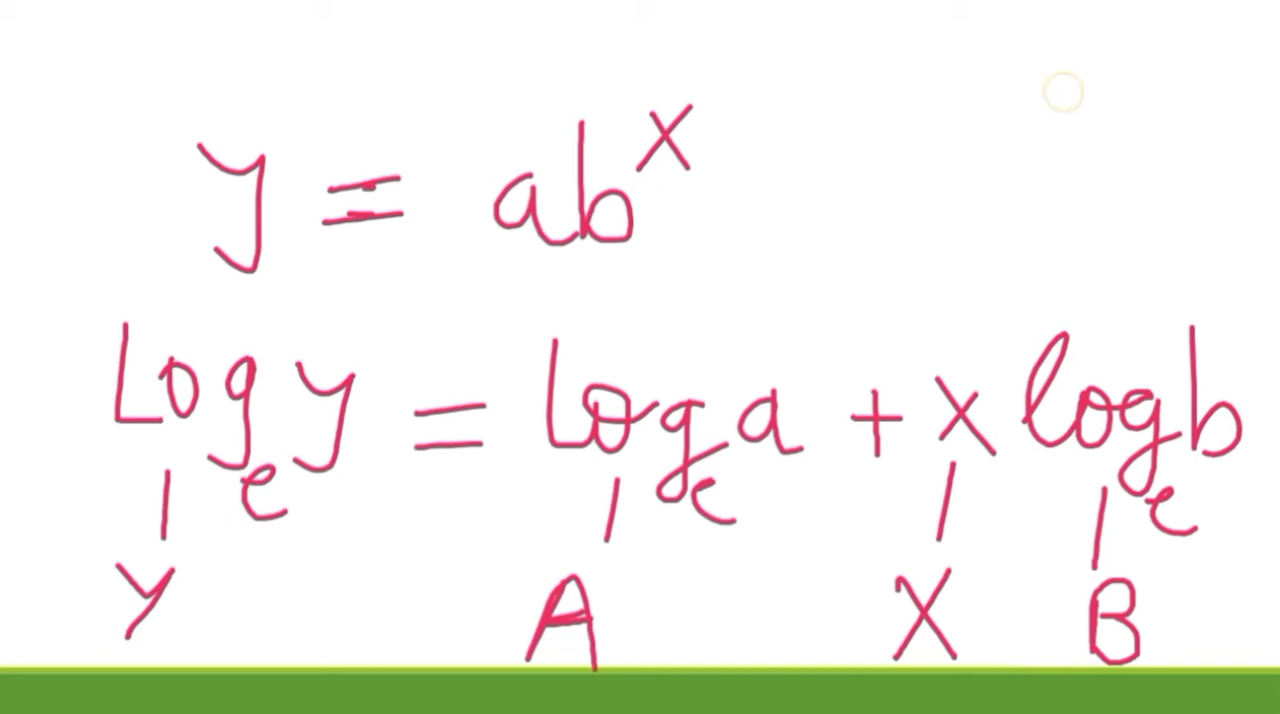 y = ab^x
Log_e y = Log_e a + x log_e b
Y A X B